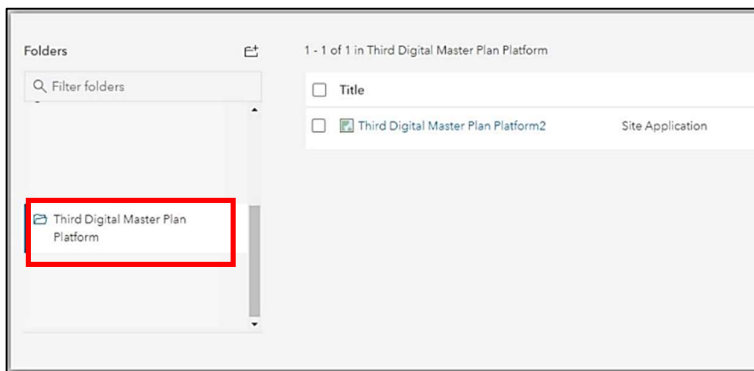 Folders
Filter folders
Third Digital Master Plan
Platform
1 - 1 of 1 in Third Digital Master Plan Platform
Title
Third Digital Master Plan Platform2 Site Application